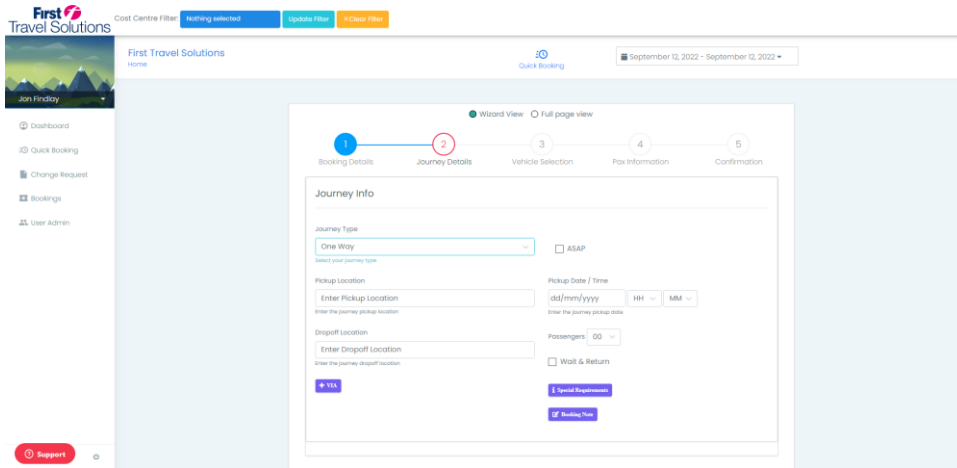 First
Travel Solutions
Cost Centre Filter: Nothing selected Update Filter ×Clear Filter
First Travel Solutions
Home
Quick Booking
September 12, 2022 - September 12, 2022
Jon Findlay
Dashboard
Quick Booking
Change Request
Bookings
User Admin
Support
Wizard View Full page view
1 2 3 4 5
Booking Details Journey Details Vehicle Selection Pax Information Confirmation
Journey Info
Journey Type
One Way
ASAP
Select your journey type
Pickup Location Pickup Date / Time
Enter Pickup Location dd/mm/yyyy HH MM
Enter the journey pickup location Enter the journey pickup date
Dropoff Location Passengers 00
Enter Dropoff Location
Enter the journey dropoff location Wait & Return
+ VIA
Special Requirements
Booking Note